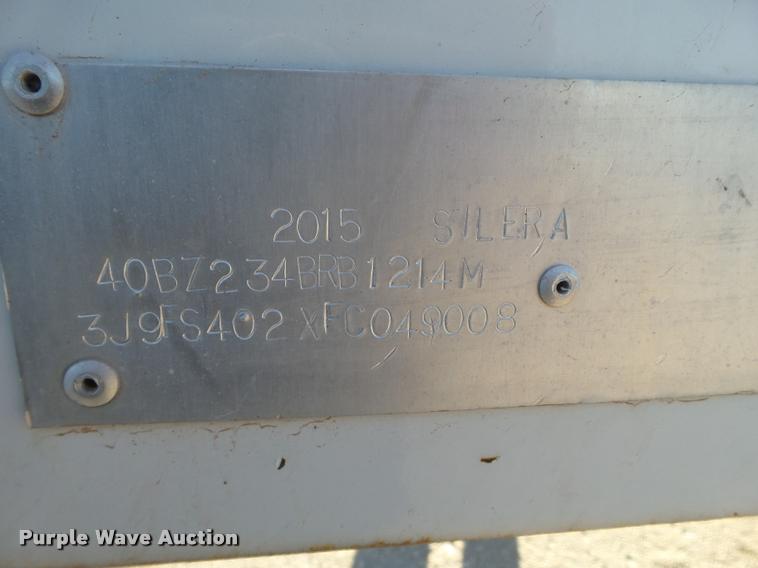 2015 SILERA
40BZ234BRB1214M
3J9FS402XFC049008
Purple Wave Auction